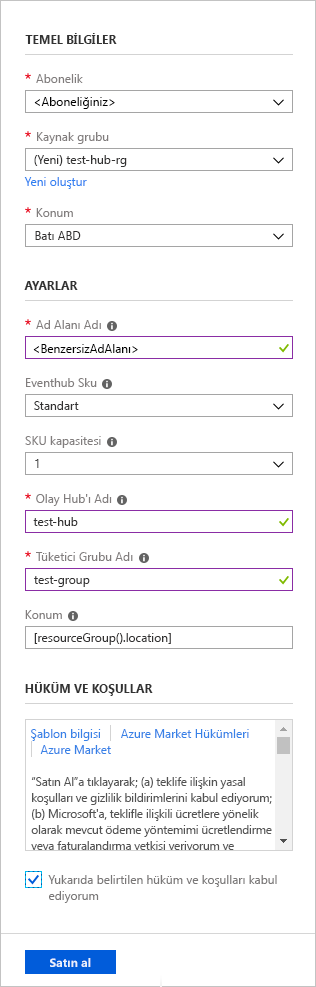 TEMEL BİLGİLER
* Abonelik
<Aboneliğiniz>
* Kaynak grubu
(Yeni) test-hub-rg
Yeni oluştur
* Konum
Batı ABD
AYARLAR
* Ad Alanı Adı
<BenzersizAdAlanı>
Eventhub Sku
Standart
SKU kapasitesi
1
* Olay Hub'ı Adı
test-hub
* Tüketici Grubu Adı
test-group
Konum
[resourceGroup().location]
HÜKÜM VE KOŞULLAR
Şablon bilgisi | Azure Market Hükümleri
| Azure Market
"Satın Al"a tıklayarak; (a) teklife ilişkin yasal
koşulları ve gizlilik bildirimlerini kabul ediyorum;
(b) Microsoft'a, teklifle ilişkili ücretlere yönelik
olarak mevcut ödeme yöntemimi ücretlendirme
veya faturalandırma yetkisi veriyorum ve
Yukarıda belirtilen hüküm ve koşulları kabul
ediyorum
Satın al